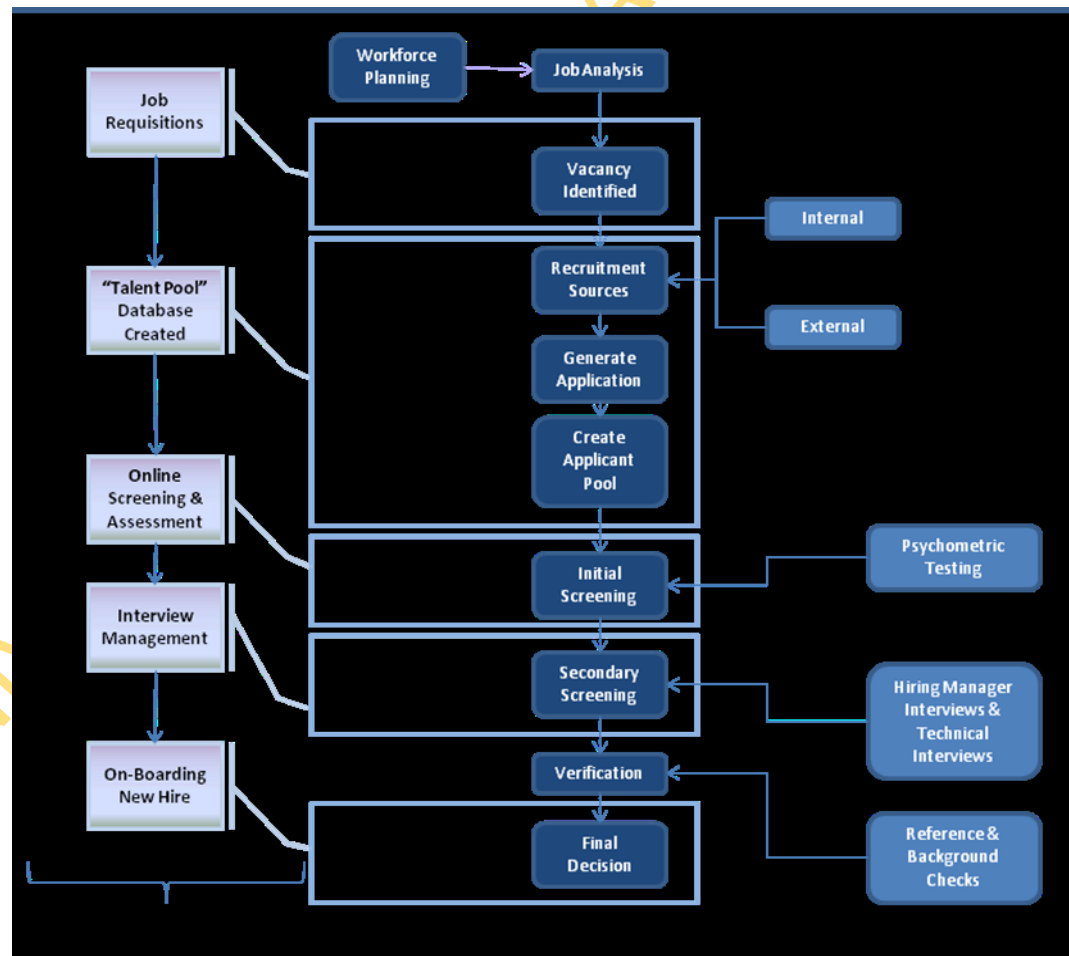 Workforce
Planning
Job Analysis
Job
Requisitions
Vacancy
Identified
Internal
Recruitment
Sources
“Talent Pool”
Database
Created
External
Generate
Application
Create
Applicant
Pool
Online
Screening &
Assessment
Psychometric
Testing
Initial
Screening
Interview
Management
Secondary
Screening
Hiring Manager
Interviews &
Technical
Interviews
On-Boarding
New Hire
Verification
Final
Decision
Reference &
Background
Checks